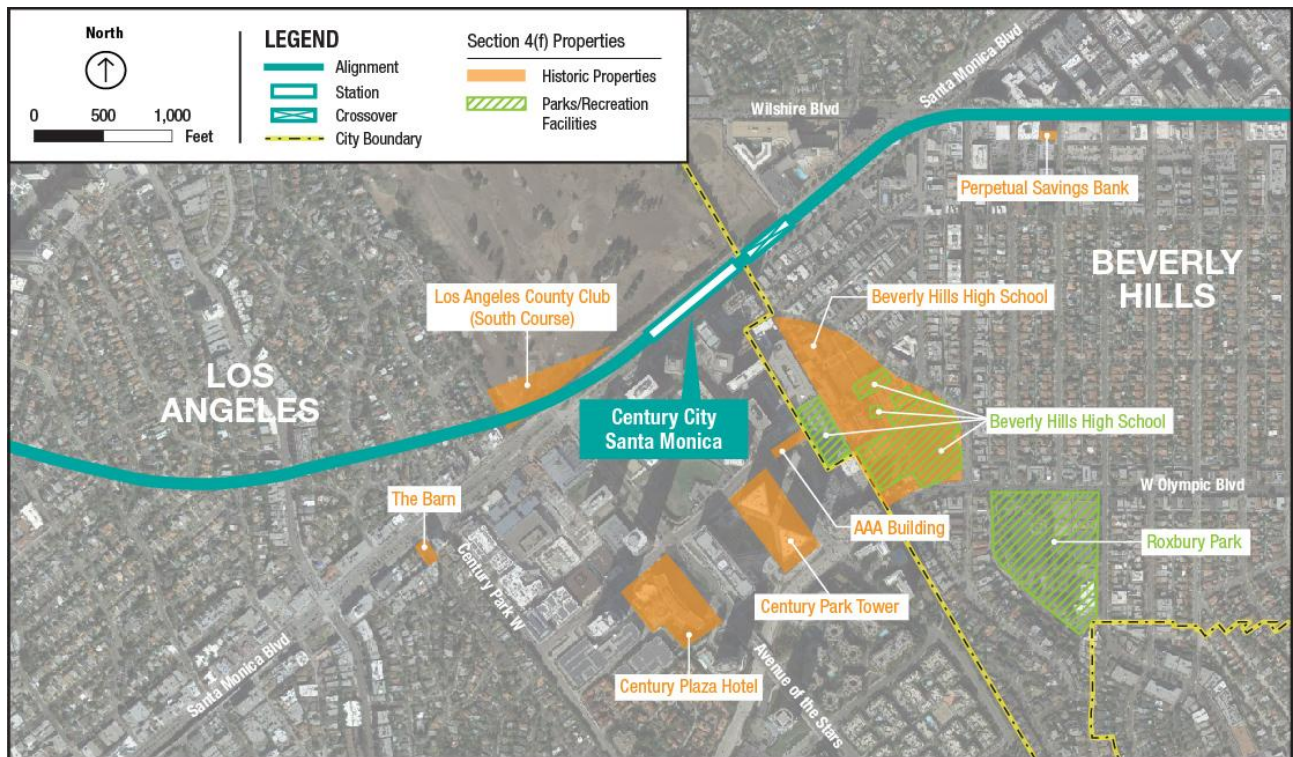 North
0 500 1,000
Feet
LEGEND
Alignment
Station
Crossover
City Boundary
Section 4(f) Properties
Historic Properties
Parks/Recreation
Facilities
Santa Monica Blvd
Wilshire Blvd
Perpetual Savings Bank
BEVERLY
HILLS
Los Angeles County Club
(South Course)
Beverly Hills High School
LOS
ANGELES
Century City
Santa Monica
Beverly Hills High School
W Olympic Blvd
The Barn
AAA Building
Roxbury Park
Century Park W
Century Park Tower
Santa Monica Blvd
Century Plaza Hotel
Avenue of the Stars